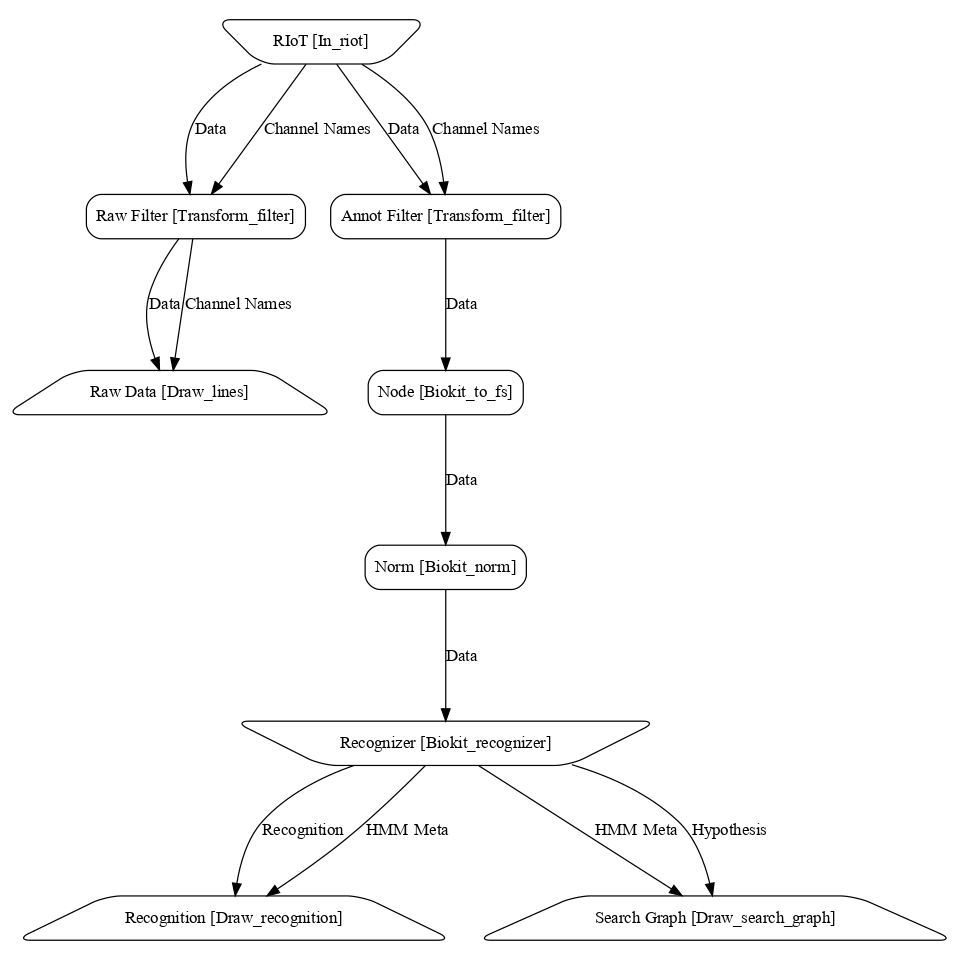 RIoT [In_riot]
Data
Channel Names
Data
Channel Names
Raw Filter [Transform_filter]
Annot Filter [Transform_filter]
Data
Channel Names
Data
Raw Data [Draw_lines]
Node [Biokit_to_fs]
Data
Norm [Biokit_norm]
Data
Recognizer [Biokit_recognizer]
Recognition
HMM Meta
HMM Meta
Hypothesis
Recognition [Draw_recognition]
Search Graph [Draw_search_graph]